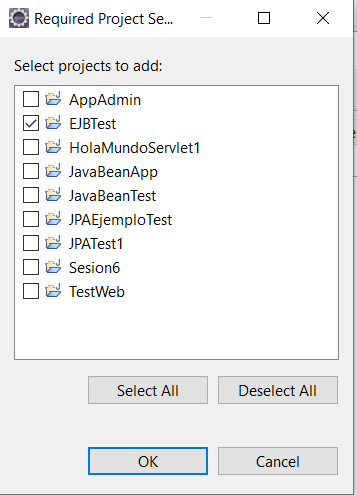 Required Project Se...
Select projects to add:
AppAdmin
EJBTest
HolaMundoServlet1
JavaBeanApp
JavaBeanTest
JPAEjemploTest
JPATest1
Sesion6
TestWeb
Select All
Deselect All
OK
Cancel